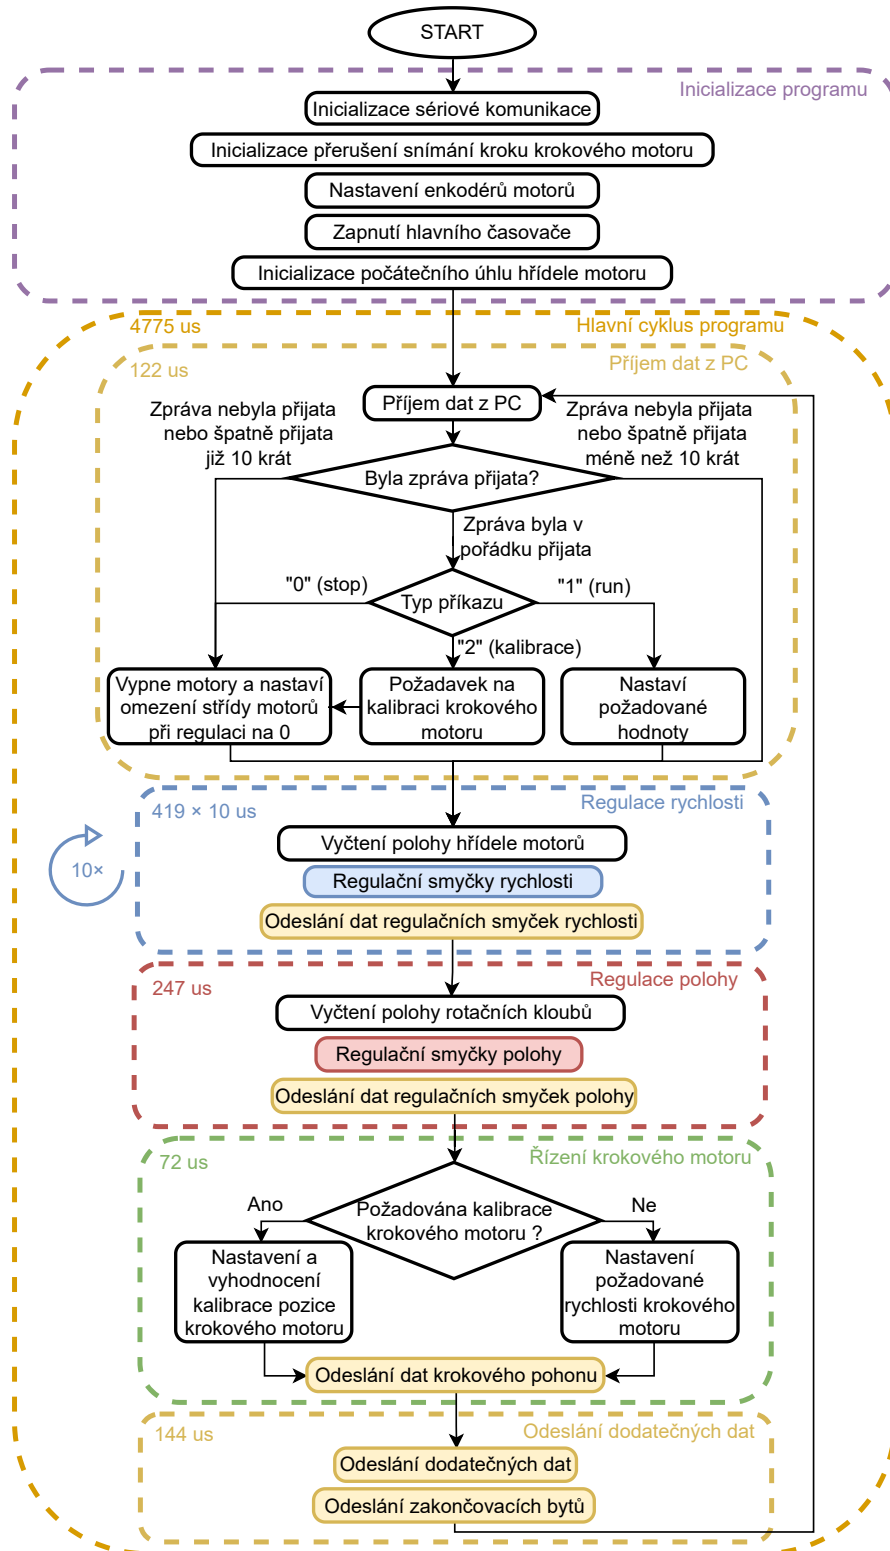 START
Inicializace programu
Inicializace sériové komunikace
Inicializace přerušení snímání kroku krokového motoru
Nastavení enkodérů motorů
Zapnutí hlavního časovače
Inicializace počátečního úhlu hřídele motoru
4775 us
Hlavní cyklus programu
122 us
Příjem dat z PC
Příjem dat z PC
Zpráva nebyla přijata
nebo špatně přijata
již 10 krát
Zpráva nebyla přijata
nebo špatně přijata
méně než 10 krát
Byla zpráva přijata?
Zpráva byla v
pořádku přijata
"0" (stop)
Typ příkazu
"1" (run)
"2" (kalibrace)
Vypne motory a nastaví
omezení střídy motorů
při regulaci na 0
Požadavek na
kalibraci krokového
motoru
Nastaví
požadované
hodnoty
419 × 10 us
Regulace rychlosti
10×
Vyčtení polohy hřídele motorů
Regulační smyčky rychlosti
Odeslání dat regulačních smyček rychlosti
247 us
Regulace polohy
Vyčtení polohy rotačních kloubů
Regulační smyčky polohy
Odeslání dat regulačních smyček polohy
72 us
Řízení krokového motoru
Ano
Požadována kalibrace
krokového motoru ?
Ne
Nastavení a
vyhodnocení
kalibrace pozice
krokového motoru
Nastavení
požadované
rychlosti krokového
motoru
Odeslání dat krokového pohonu
144 us
Odeslání dodatečných dat
Odeslání dodatečných dat
Odeslání zakončovacích bytů